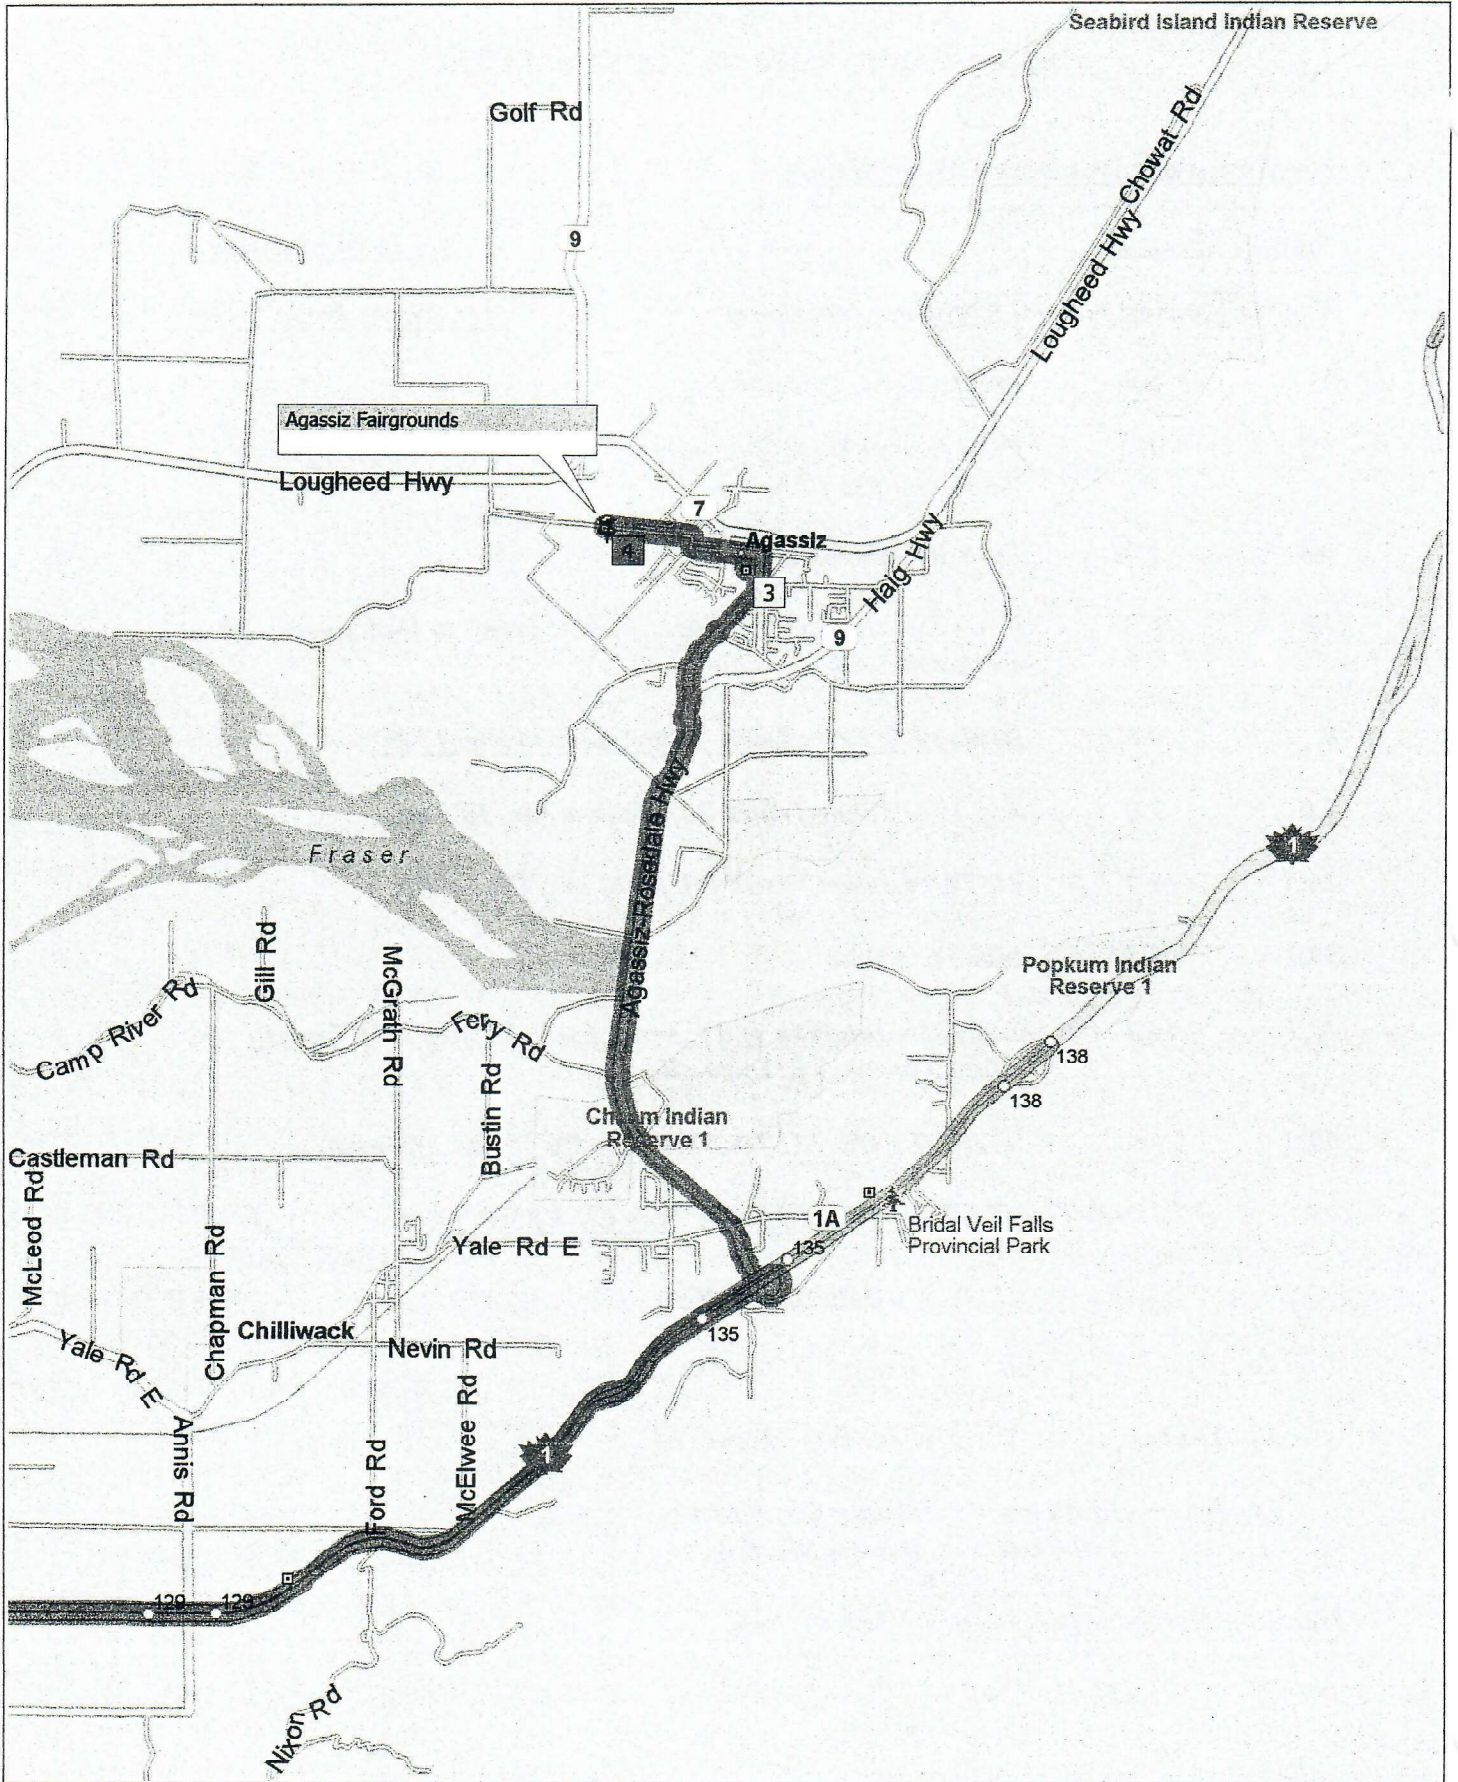 Seabird Island Indian Reserve
Golf Rd
Chowat Rd
9
Lougheed Hwy
Agassiz Fairgrounds
Lougheed Hwy
7
Agassiz
4
3
Haig Hwy
9
Agassiz-Rosedale Hwy
1
Fraser
Gill Rd
McGrath Rd
Popkum Indian
Reserve 1
Camp River Rd
Ferry Rd
138
138
Bustin Rd
Cheam Indian
Reserve 1
Castleman Rd
McLeod Rd
1A
Bridal Veil Falls
Provincial Park
Yale Rd E
135
Chapman Rd
135
Chilliwack
Nevin Rd
Yale Rd E
Annis Rd
McElwee Rd
Ford Rd
1
129
129
Nixon Rd